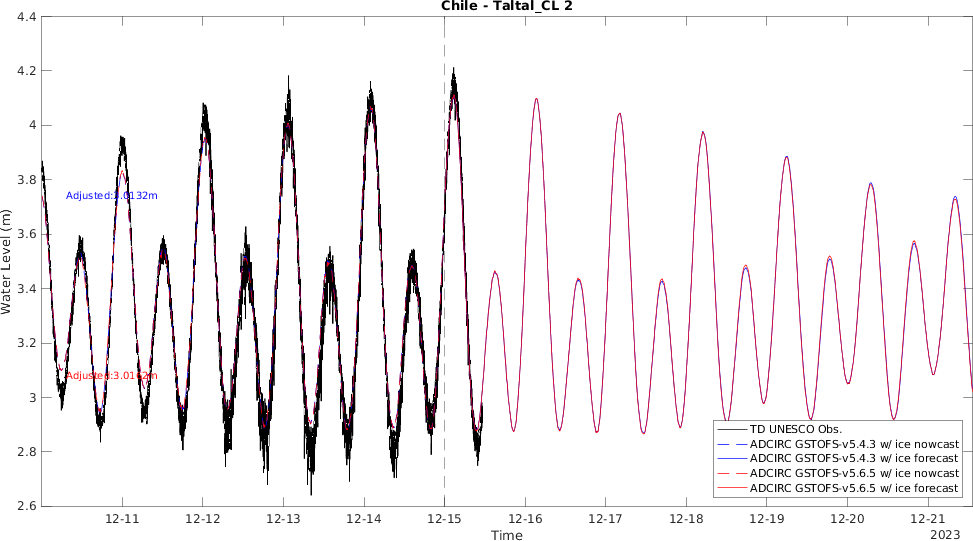 Chile - Taltal_CL 2
4.4
4.2
4
3.8
3.6
3.4
3.2
3
2.8
2.6
Water Level (m)
Adjusted:3.0132m
Adjusted:3.0162m
12-11
12-12
12-13
12-14
12-15
12-16
12-17
12-18
12-19
12-20
12-21
Time
2023
TD UNESCO Obs.
ADCIRC GSTOFS-v5.4.3 w/ ice nowcast
ADCIRC GSTOFS-v5.4.3 w/ ice forecast
ADCIRC GSTOFS-v5.6.5 w/ ice nowcast
ADCIRC GSTOFS-v5.6.5 w/ ice forecast